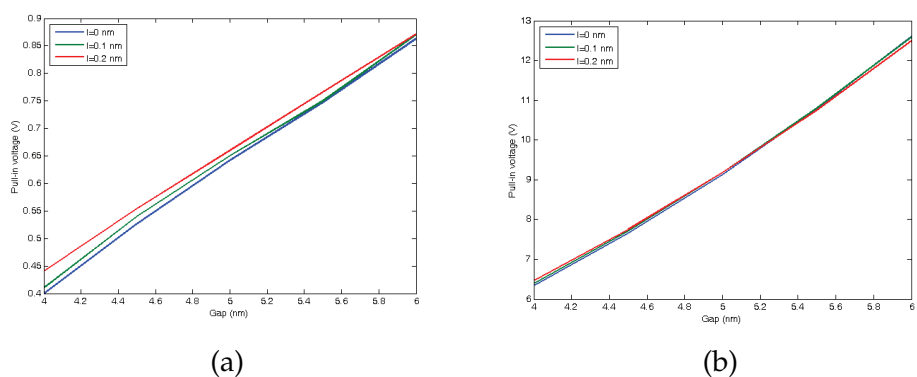 0.9
0.85
0.8
0.75
0.7
0.65
0.6
0.55
0.5
0.45
0.4
Pull-in voltage (V)
l=0 nm
l=0.1 nm
l=0.2 nm
4 4.2 4.4 4.6 4.8 5 5.2 5.4 5.6 5.8 6
Gap (nm)
(a)
13
12
11
10
9
8
7
6
Pull-in voltage (V)
l=0 nm
l=0.1 nm
l=0.2 nm
4 4.2 4.4 4.6 4.8 5 5.2 5.4 5.6 5.8 6
Gap (nm)
(b)